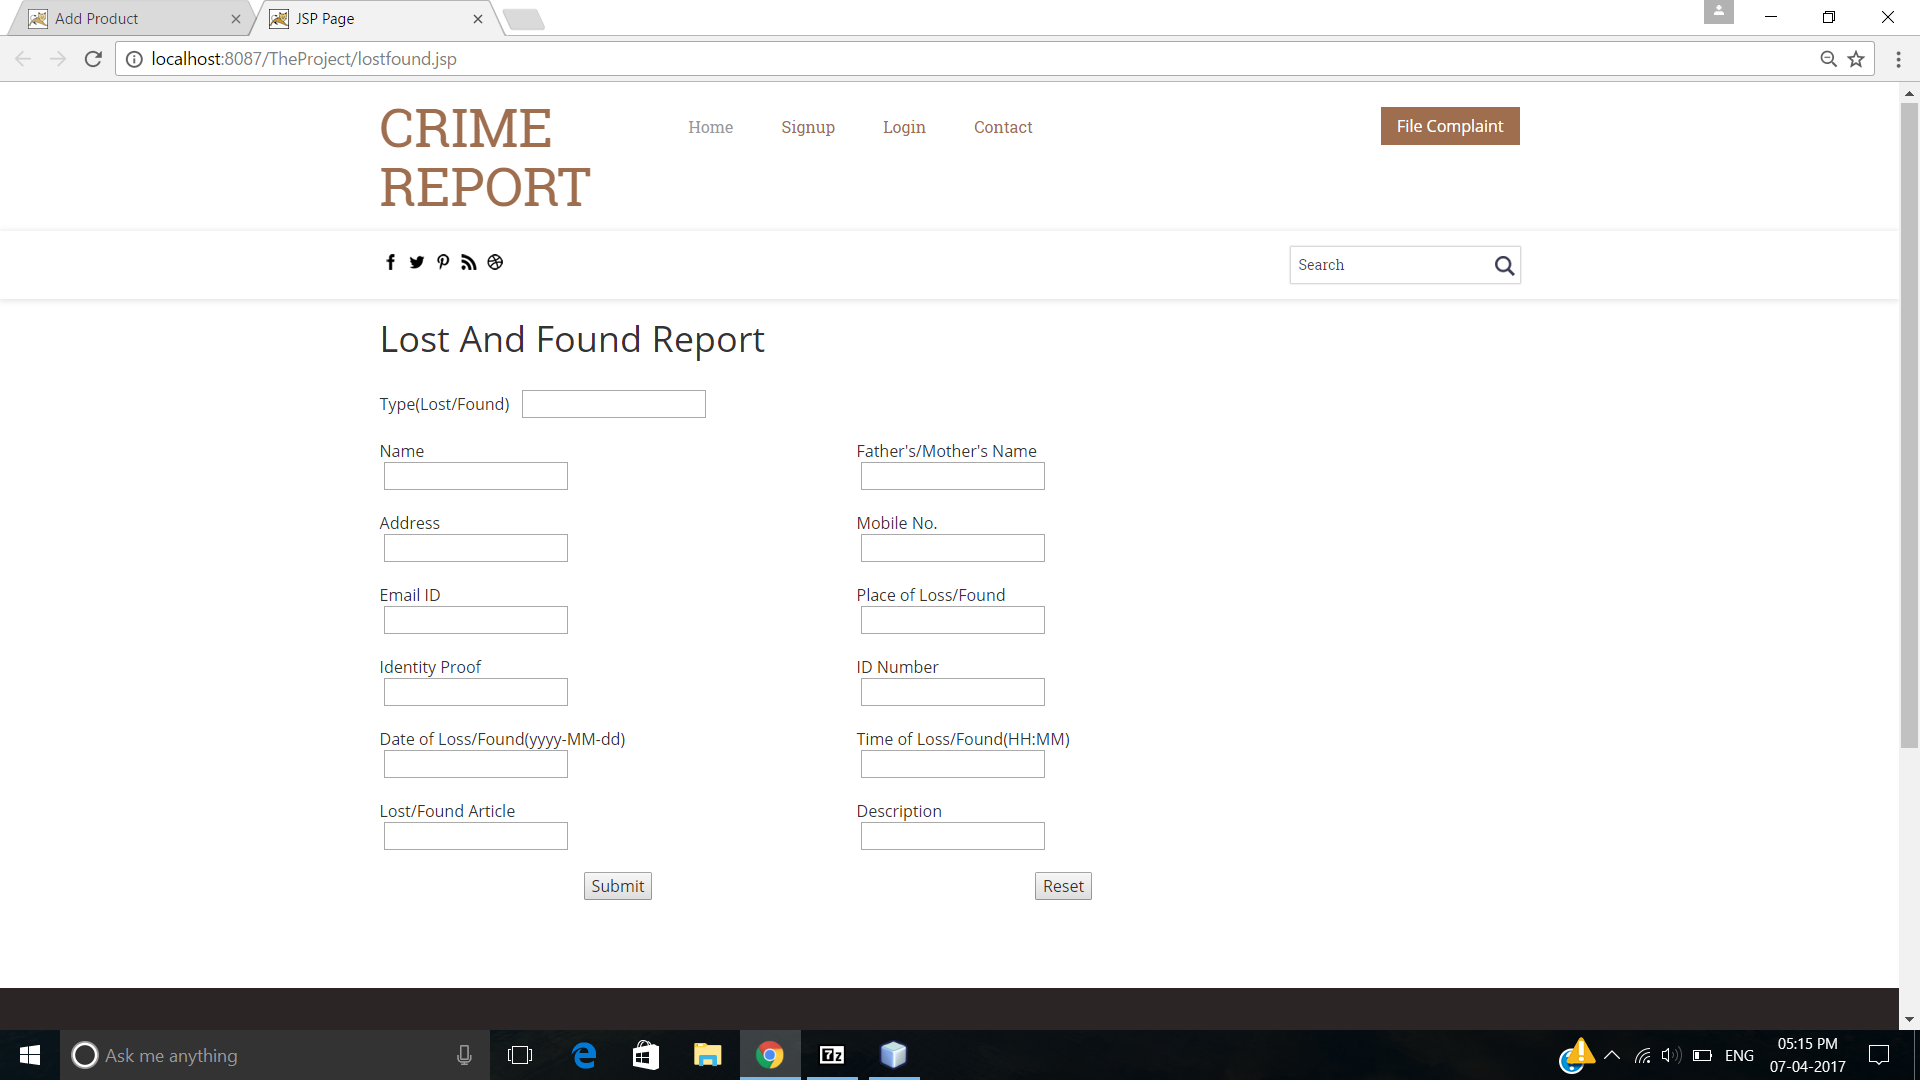 Add Product
JSP Page
localhost:8087/TheProject/lostfound.jsp
CRIME
REPORT
Home
Signup
Login
Contact
File Complaint
Search
Lost And Found Report
Type(Lost/Found)
Name
Father's/Mother's Name
Address
Mobile No.
Email ID
Place of Loss/Found
Identity Proof
ID Number
Date of Loss/Found(yyyy-MM-dd)
Time of Loss/Found(HH:MM)
Lost/Found Article
Description
Submit
Reset
Ask me anything
7z
ENG
05:15 PM
07-04-2017